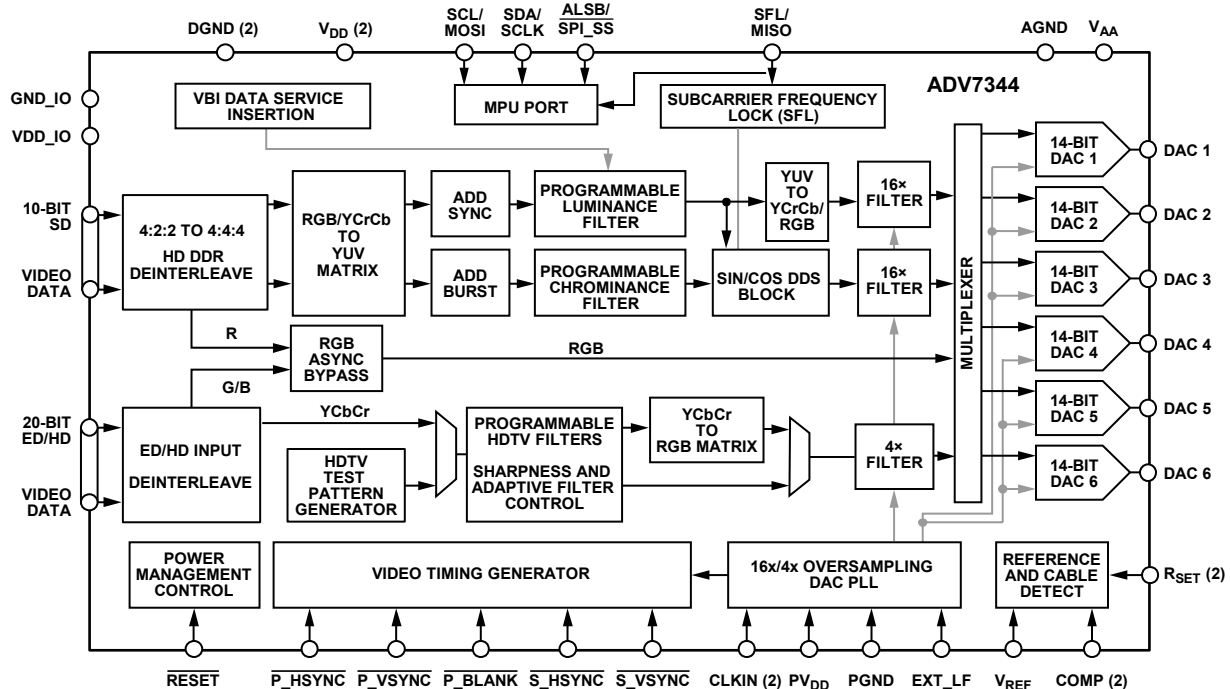 DGND (2)
VDD (2)
SCL/
MOSI
SDA/
SCLK
ALSB/
SPI_SS
SFL/
MISO
AGND
VAA
GND_IO
VDD_IO
VBI DATA SERVICE
INSERTION
MPU PORT
SUBCARRIER FREQUENCY
LOCK (SFL)
ADV7344
10-BIT
SD
VIDEO
DATA
4:2:2 TO 4:4:4
HD DDR
DEINTERLEAVE
RGB/YCrCb
TO
YUV
MATRIX
ADD
SYNC
PROGRAMMABLE
LUMINANCE
FILTER
YUV
TO
YCrCb/
RGB
16×
FILTER
ADD
BURST
PROGRAMMABLE
CHROMINANCE
FILTER
SIN/COS DDS
BLOCK
16×
FILTER
MULTIPLEXER
14-BIT
DAC 1
DAC 1
14-BIT
DAC 2
DAC 2
14-BIT
DAC 3
DAC 3
14-BIT
DAC 4
DAC 4
14-BIT
DAC 5
DAC 5
14-BIT
DAC 6
DAC 6
R
G/B
RGB
ASYNC
BYPASS
RGB
20-BIT
ED/HD
VIDEO
DATA
ED/HD INPUT
DEINTERLEAVE
YCbCr
HDTV
TEST
PATTERN
GENERATOR
PROGRAMMABLE
HDTV FILTERS
SHARPNESS AND
ADAPTIVE FILTER
CONTROL
YCbCr
TO
RGB MATRIX
4×
FILTER
POWER
MANAGEMENT
CONTROL
VIDEO TIMING GENERATOR
16x/4x OVERSAMPLING
DAC PLL
REFERENCE
AND CABLE
DETECT
RSET (2)
RESET
P_HSYNC
P_VSYNC
P_BLANK
S_HSYNC
S_VSYNC
CLKIN (2)
PVDD
PGND
EXT_LF
VREF
COMP (2)